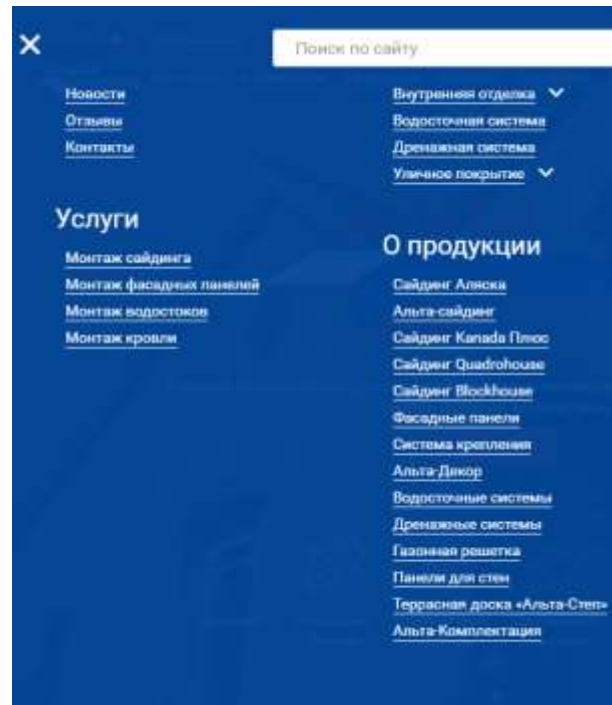 Поиск по сайту
Новости
Отзывы
Контакты
Услуги
Монтаж сайдинга
Монтаж фасадных панелей
Монтаж водостоков
Монтаж кровли
Внутренняя отделка
Водосточная система
Дренажная система
Уличное покрытие
О продукции
Сайдинг Аляска
Альта-сайдинг
Сайдинг Kanada Плюс
Сайдинг Quadrohouse
Сайдинг Blockhouse
Фасадные панели
Система крепления
Альта-Декор
Водосточные системы
Дренажные системы
Газонная решетка
Панели для стен
Террасная доска «Альта-Степ»
Альта-Комплектация